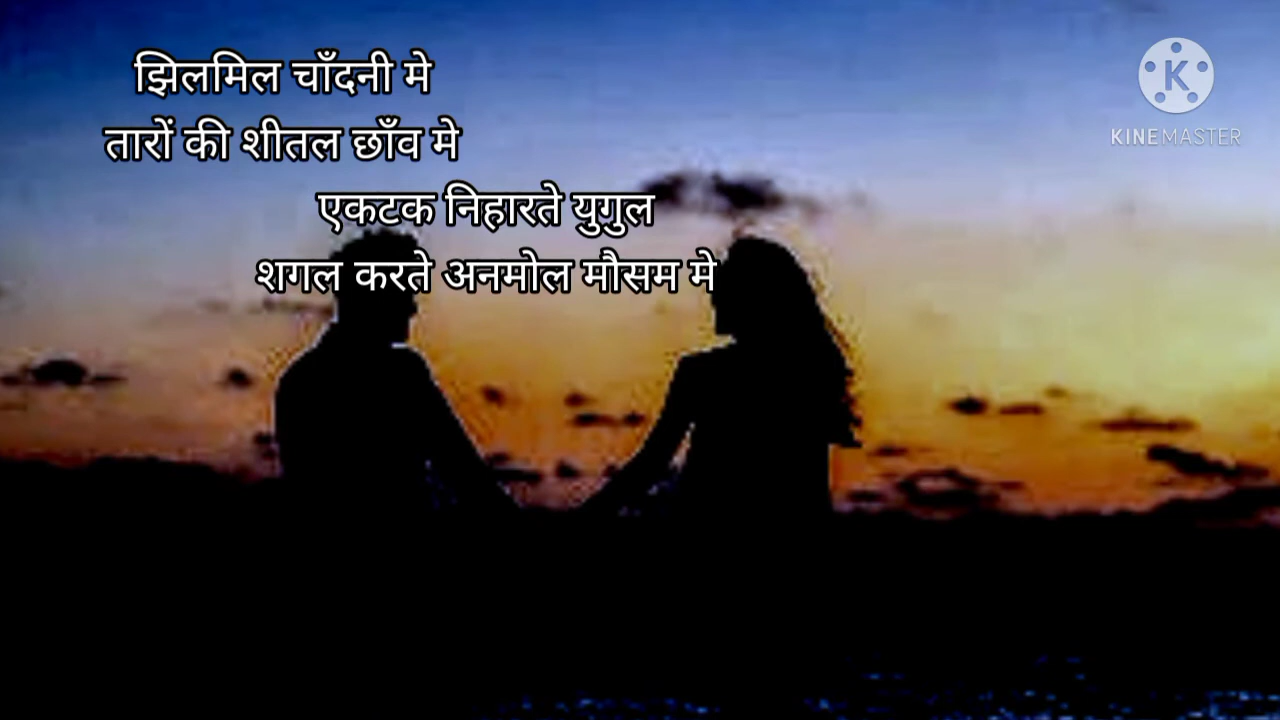 झिलमिल चाँदनी मे
तारों की शीतल छाँव मे
एकटक निहारते युगुल
शगल करते अनमोल मौसम मे
K
KINEMASTER